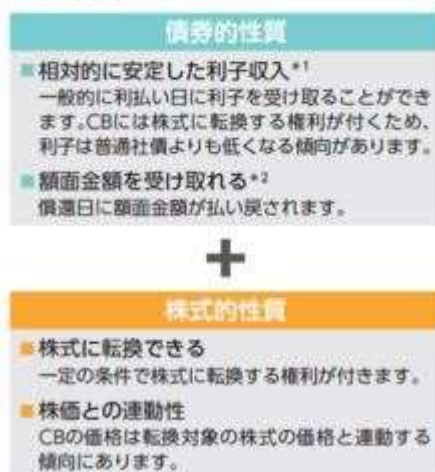 債券的性質
■相対的に安定した利子収入*1
一般的に利払い日に利子を受け取ることができ
ます。CBには株式に転換する権利が付くため、
利子は普通社債よりも低くなる傾向があります。
■額面金額を受け取れる*2
償還日に額面金額が払い戻されます。
+
株式的性質
■株式に転換できる
一定の条件で株式に転換する権利が付きます。
■株価との連動性
CBの価格は転換対象の株式の価格と連動する
傾向にあります。